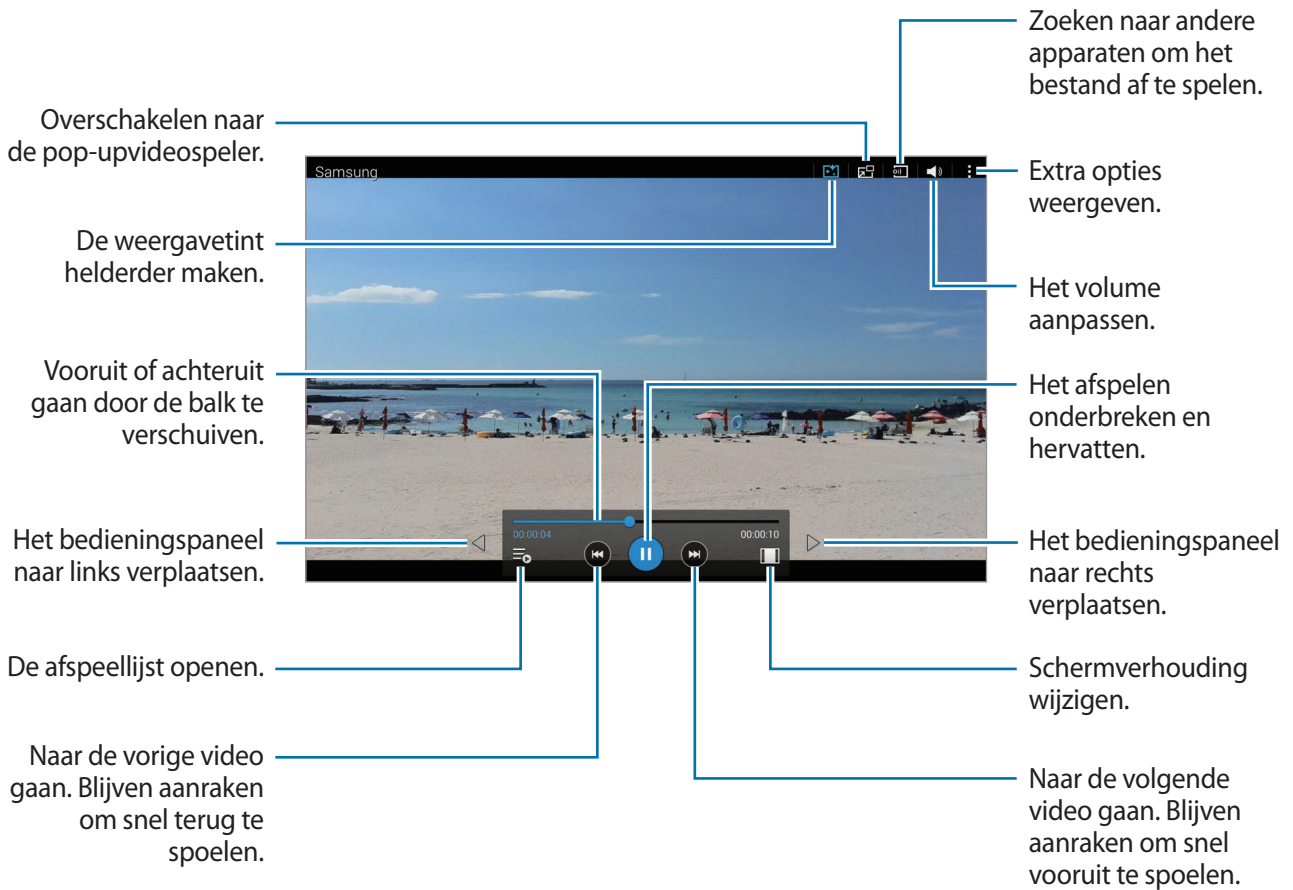 Zoeken naar andere
apparaten om het
bestand af te spelen.
Overschakelen naar
de pop-upvideospeler.
Samsung
Extra opties
weergeven.
De weergavetint
helderder maken.
Het volume
aanpassen.
Vooruit of achteruit
gaan door de balk te
verschuiven.
Het afspelen
onderbreken en
hervatten.
00:00:04
00:00:10
Het bedieningspaneel
naar links verplaatsen.
Het bedieningspaneel
naar rechts
verplaatsen.
De afspeellijst openen.
Schermverhouding
wijzigen.
Naar de vorige video
gaan. Blijven aanraken
om snel terug te
spoelen.
Naar de volgende
video gaan. Blijven
aanraken om snel
vooruit te spoelen.